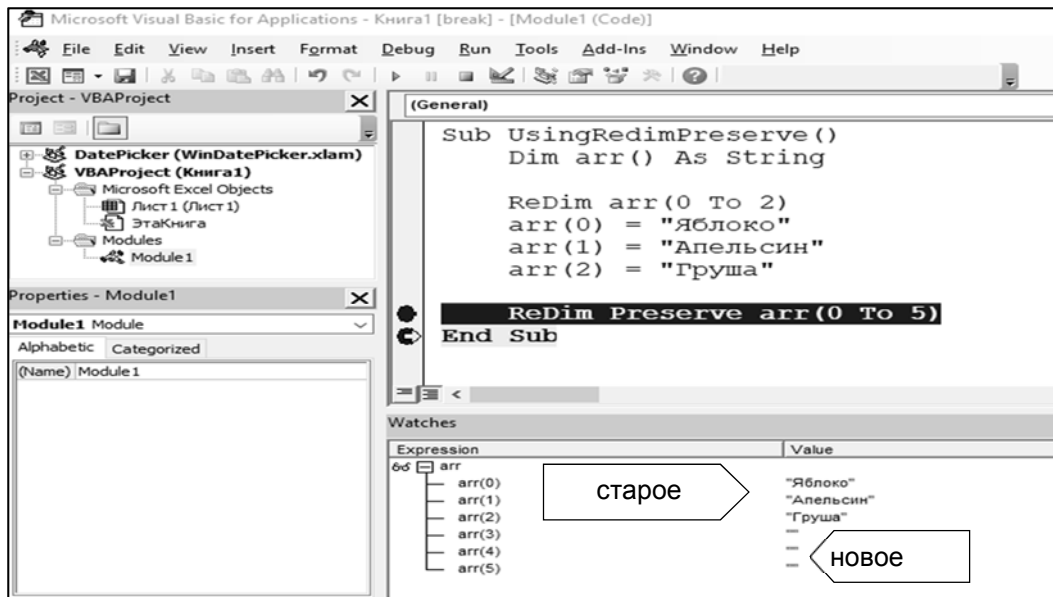 Microsoft Visual Basic for Applications - Книга1 [break] - [Module1 (Code)]
File Edit View Insert Format Debug Run Tools Add-Ins Window Help
Project - VBAProject
DatePicker (WinDatePicker.xlam)
VBAProject (Книга1)
Microsoft Excel Objects
Лист1 (Лист1)
ЭтаКнига
Modules
Module1
Properties - Module1
Module1 Module
Alphabetic Categorized
(Name) Module1
(General)
Sub UsingRedimPreserve()
Dim arr() As String
ReDim arr(0 To 2)
arr(0) = "Яблоко"
arr(1) = "Апельсин"
arr(2) = "Груша"
ReDim Preserve arr(0 To 5)
End Sub
Watches
Expression Value
arr
arr(0) "Яблоко"
arr(1) "Апельсин"
arr(2) "Груша"
arr(3) ""
arr(4) ""
arr(5) ""
старое
новое